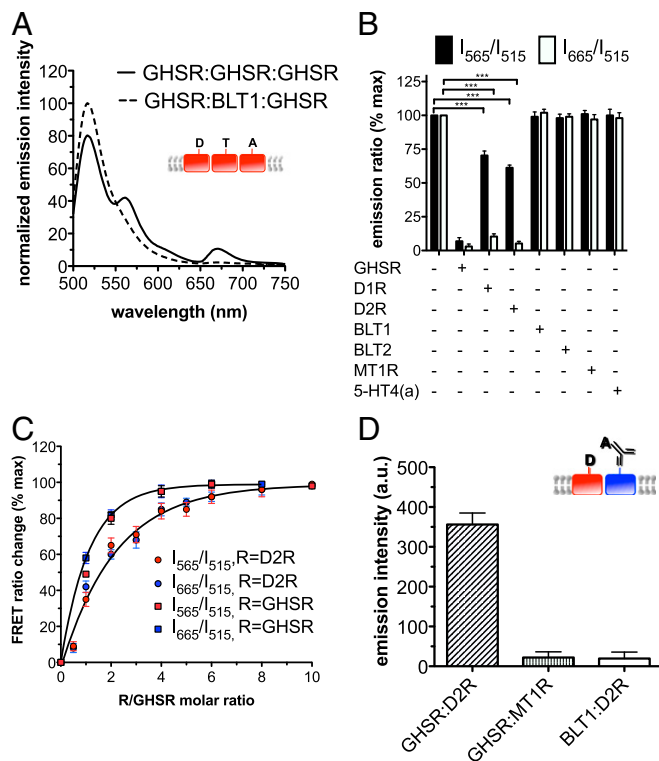 A
GHSR:GHSR:GHSR
GHSR:BLT1:GHSR
D T A
normalized emission intensity
120
100
80
60
40
20
0
500 550 600 650 700 750
wavelength (nm)
B
I565/I515 I665/I515
***
***
***
***
emission ratio (% max)
125
100
75
50
25
0
GHSR - + - - - - - -
D1R - - + - - - - -
D2R - - - + - - - -
BLT1 - - - - + - - -
BLT2 - - - - - + - -
MT1R - - - - - - + -
5-HT4(a) - - - - - - - +
C
FRET ratio change (% max)
120
100
80
60
40
20
0
I565/I515,R=D2R
I665/I515, R=D2R
I565/I515, R=GHSR
I665/I515, R=GHSR
0 2 4 6 8 10
R/GHSR molar ratio
D
A
D
emission intensity (a.u.)
500
400
300
200
100
0
GHSR:D2R
GHSR:MT1R
BLT1:D2R